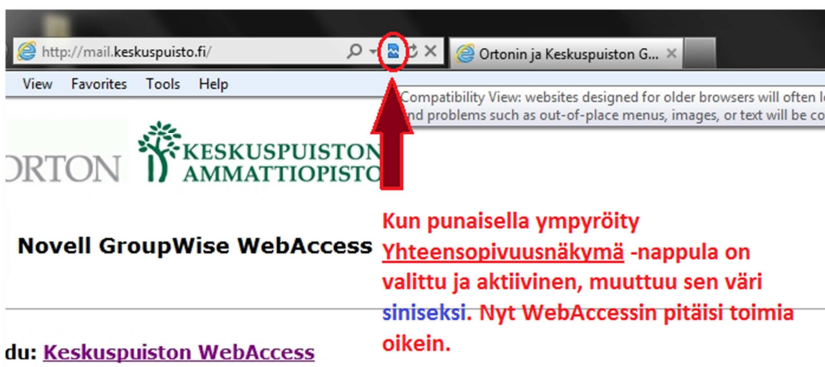 http://mail.keskuspuisto.fi/
Ortonin ja Keskuspuiston G...
View Favorites Tools Help
Compatibility View: websites designed for older browsers will often
and problems such as out-of-place menus, images, or text will be
ORTON
KESKUSPUISTON
AMMATTIOPISTO
Novell GroupWise WebAccess
Kun punaisella ympyröity
Yhteensopivuusnäkymä -nappula on
valittu ja aktiivinen, muuttuu sen väri
siniseksi. Nyt WebAccessin pitäisi toimia
oikein.
du: Keskuspuiston WebAccess